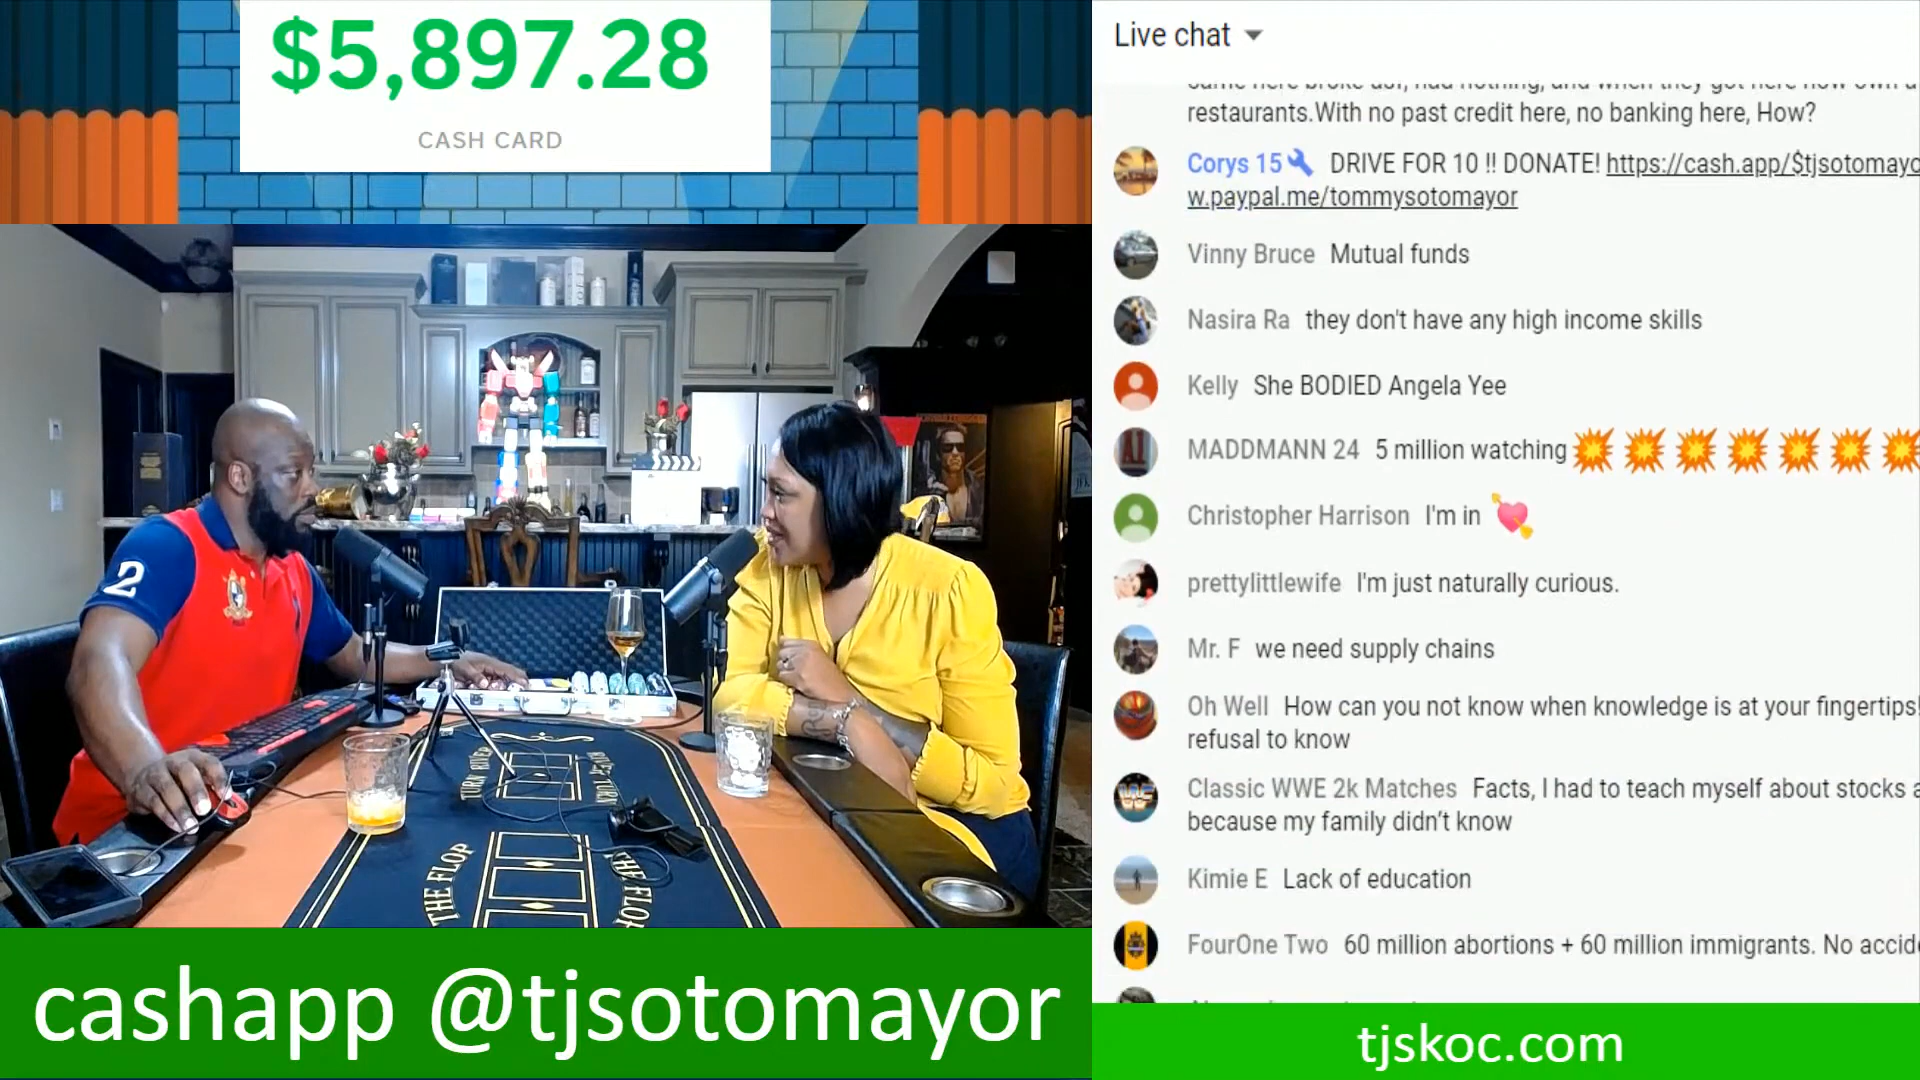 $5,897.28
CASH CARD
Live chat
restaurants.With no past credit here, no banking here, How?
Corys 15 DRIVE FOR 10 !! DONATE! https://cash.app/$tjsotomayo
w.paypal.me/tommysotomayor
Vinny Bruce Mutual funds
Nasira Ra they don't have any high income skills
Kelly She BODIED Angela Yee
MADDMANN 24 5 million watching
Christopher Harrison I'm in
prettylittlewife I'm just naturally curious.
Mr. F we need supply chains
Oh Well How can you not know when knowledge is at your fingertips!
refusal to know
Classic WWE 2k Matches Facts, I had to teach myself about stocks a
because my family didn't know
Kimie E Lack of education
FourOne Two 60 million abortions + 60 million immigrants. No accid
2
TURN RIVER
THE FLOP
cashapp @tjsotomayor
tjskoc.com